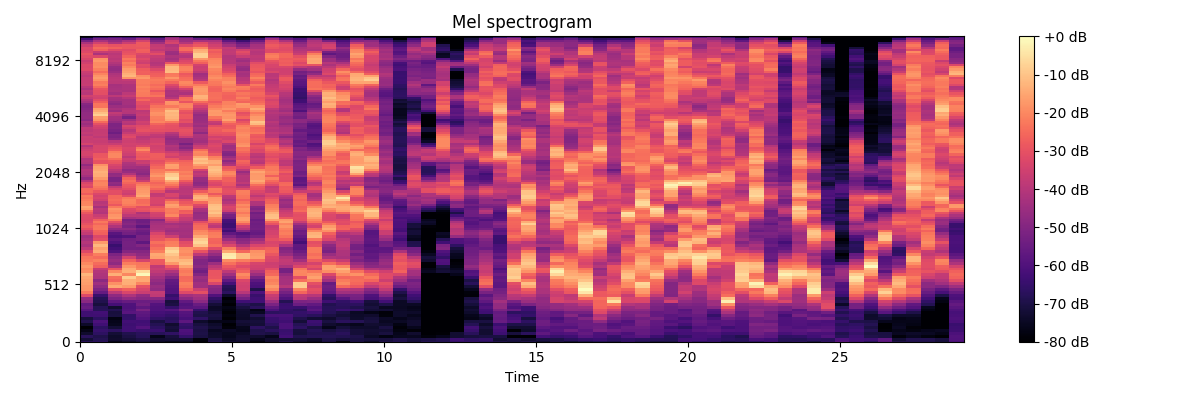 Mel spectrogram
Hz
8192
4096
2048
1024
512
0
0 5 10 15 20 25
Time
+0 dB
-10 dB
-20 dB
-30 dB
-40 dB
-50 dB
-60 dB
-70 dB
-80 dB